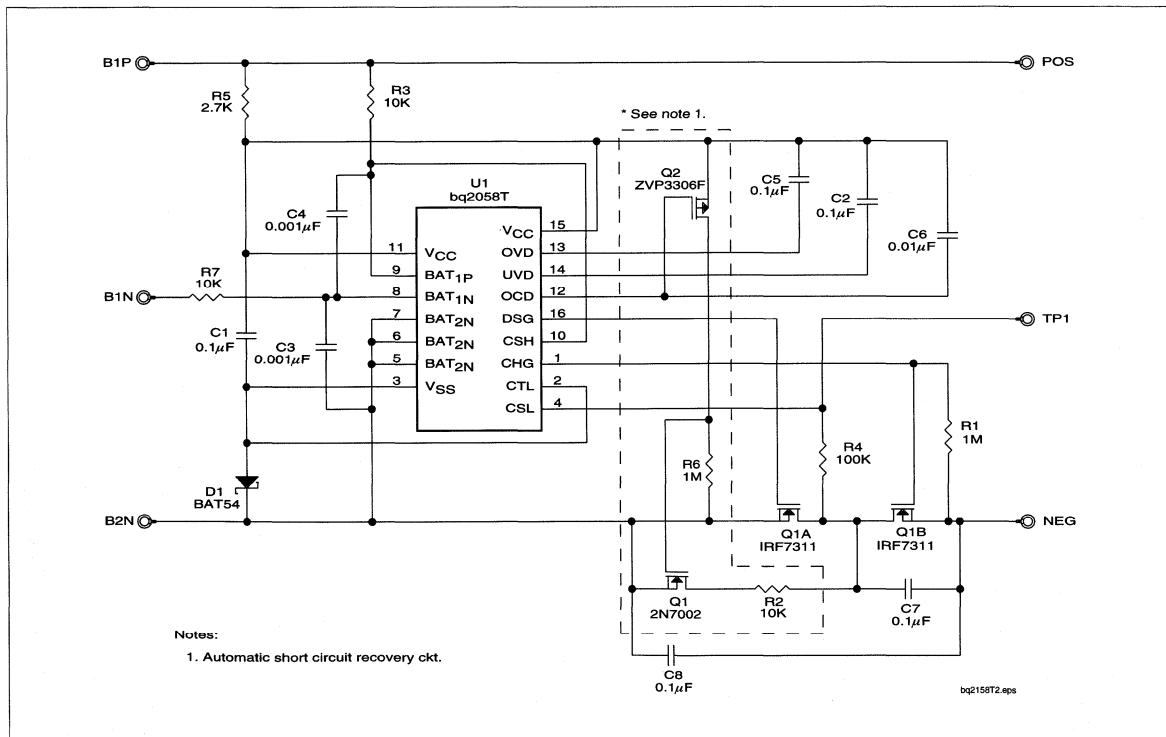 B1P
POS
R5
2.7K
R3
10K
* See note 1.
Q2
ZVP3306F
C5
0.1µF
C2
0.1µF
C6
0.01µF
U1
bq2058T
C4
0.001µF
R7
10K
B1N
C1
0.1µF
C3
0.001µF
11 VCC
9 BAT1P
8 BAT1N
7 BAT2N
6 BAT2N
5 BAT2N
3 VSS
VCC 15
OVD 13
UVD 14
OCD 12
DSG 16
CSH 10
CHG 1
CTL 2
CSL 4
TP1
R1
1M
R4
100K
R6
1M
D1
BAT54
B2N
Q1A
IRF7311
Q1B
IRF7311
NEG
Q1
2N7002
R2
10K
C7
0.1µF
C8
0.1µF
Notes:
1. Automatic short circuit recovery ckt.
bq2158T2.eps